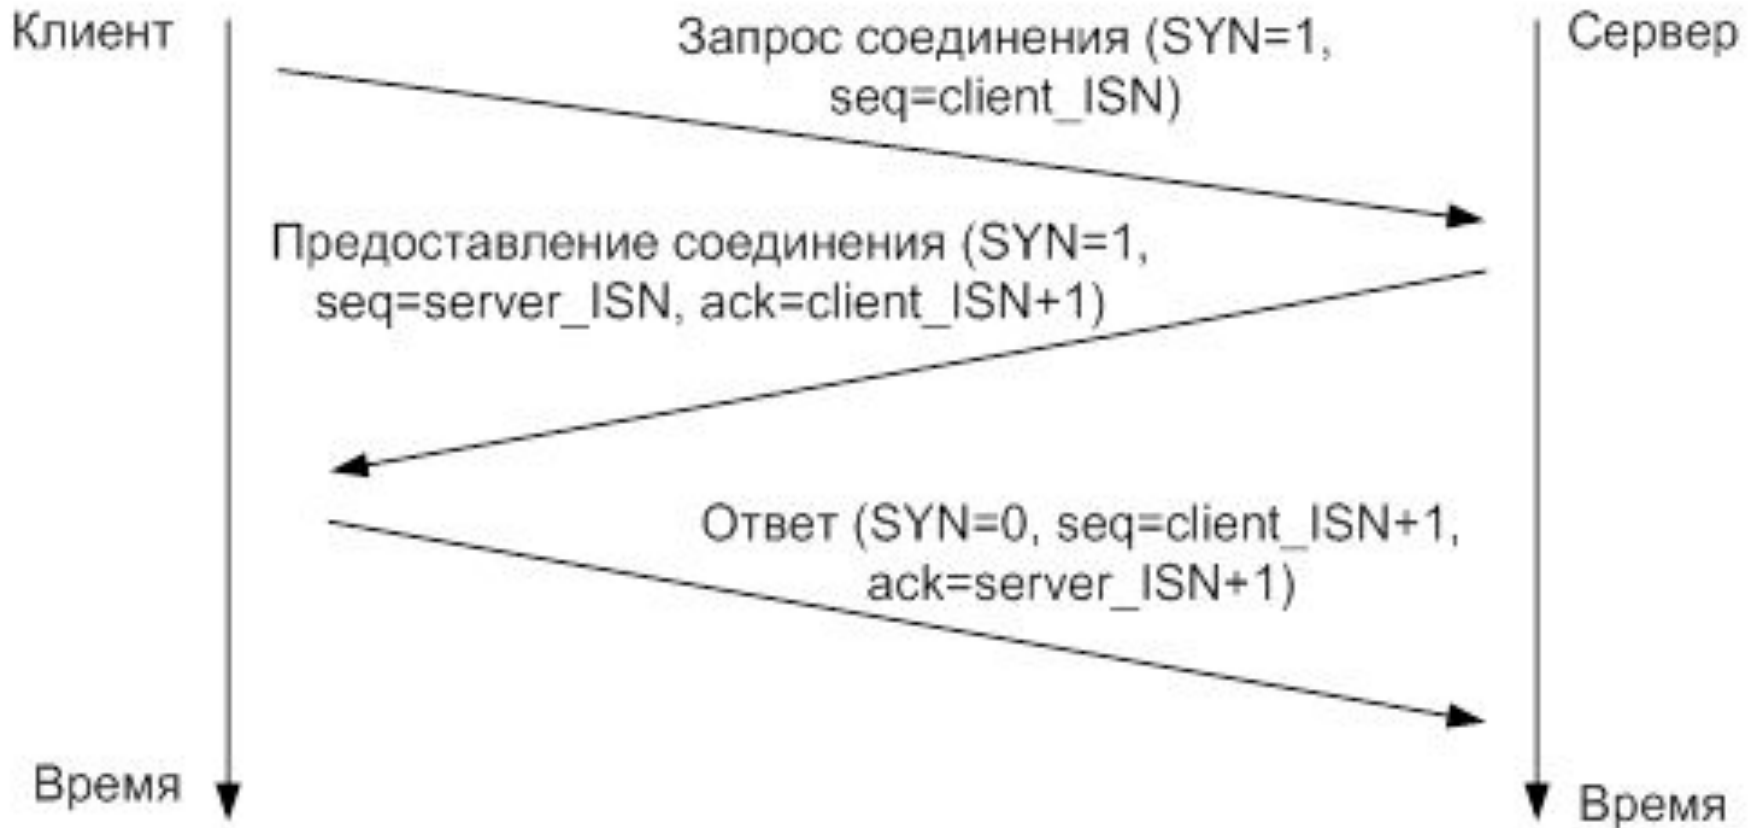 Клиент
Запрос соединения (SYN=1,
seq=client_ISN)
Сервер
Предоставление соединения (SYN=1,
seq=server_ISN, ack=client_ISN+1)
Ответ (SYN=0, seq=client_ISN+1,
ack=server_ISN+1)
Время
Время